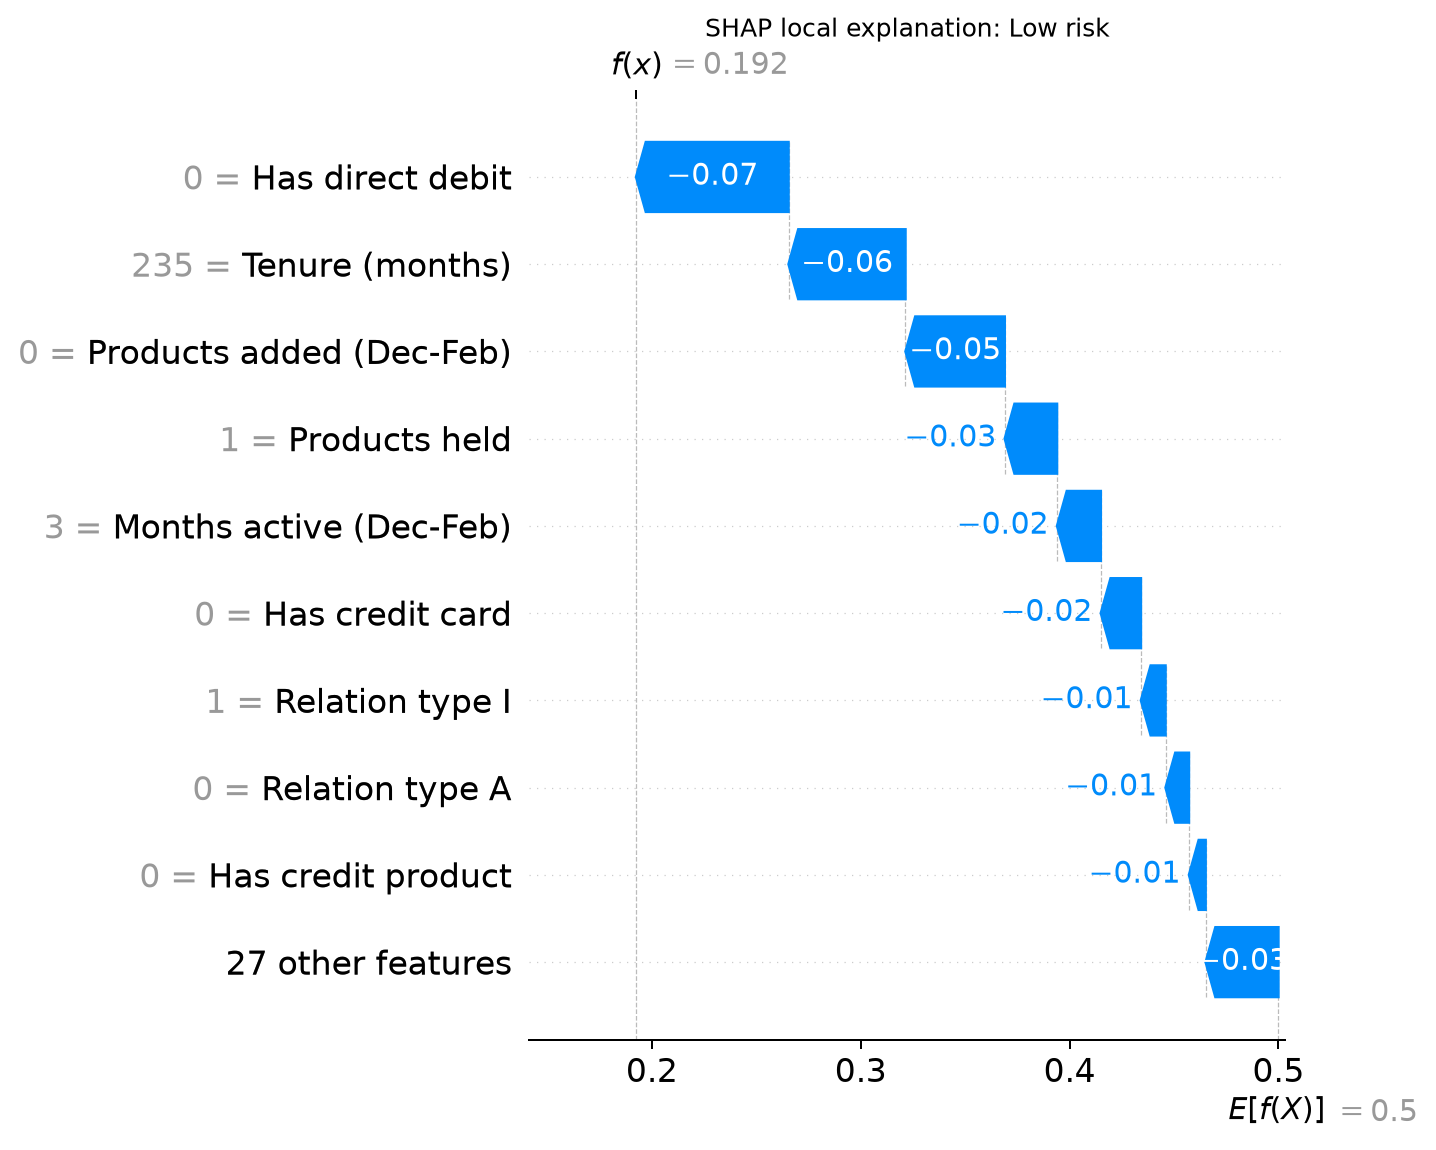 SHAP local explanation: Low risk
f(x) = 0.192
0 = Has direct debit −0.07
235 = Tenure (months) −0.06
0 = Products added (Dec-Feb) −0.05
1 = Products held −0.03
3 = Months active (Dec-Feb) −0.02
0 = Has credit card −0.02
1 = Relation type I −0.01
0 = Relation type A −0.01
0 = Has credit product −0.01
27 other features −0.03
0.2 0.3 0.4 0.5
E[f(X)] = 0.5